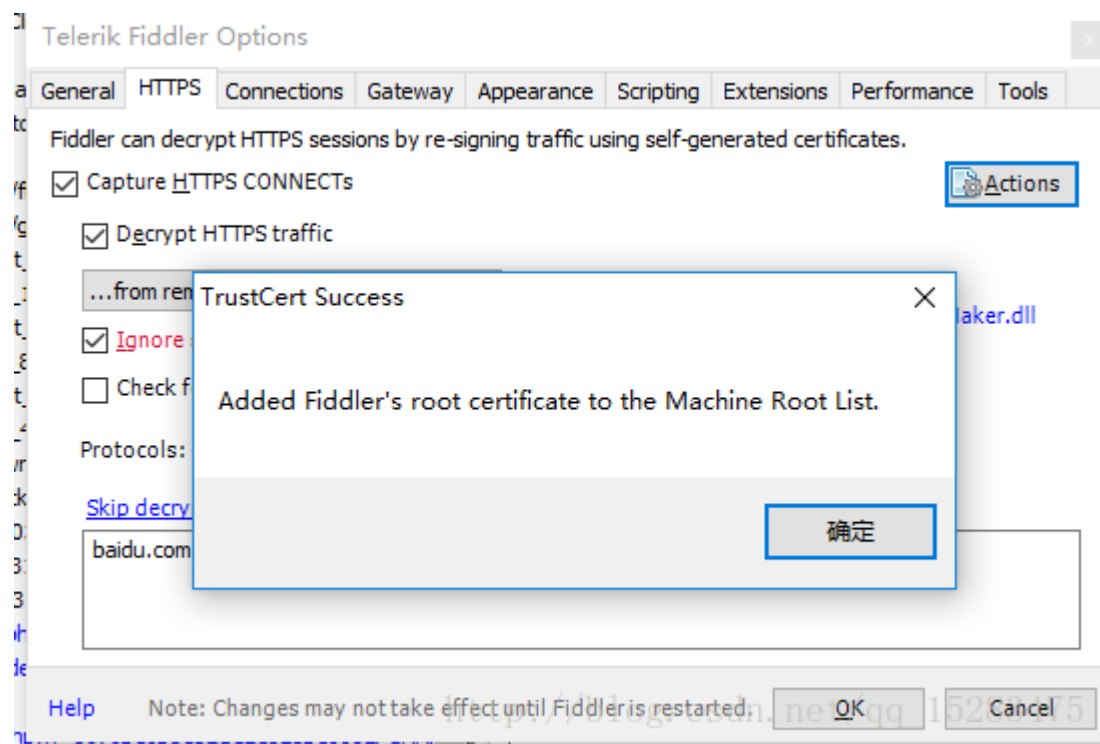 Telerik Fiddler Options
General HTTPS Connections Gateway Appearance Scripting Extensions Performance Tools
Fiddler can decrypt HTTPS sessions by re-signing traffic using self-generated certificates.
Capture HTTPS CONNECTs
Actions
Decrypt HTTPS traffic
...from
TrustCert Success
Ignore
Check
Added Fiddler's root certificate to the Machine Root List.
Protocols:
Skip
确定
baidu.com
Help Note: Changes may not take effect until Fiddler is restarted. OK Cancel